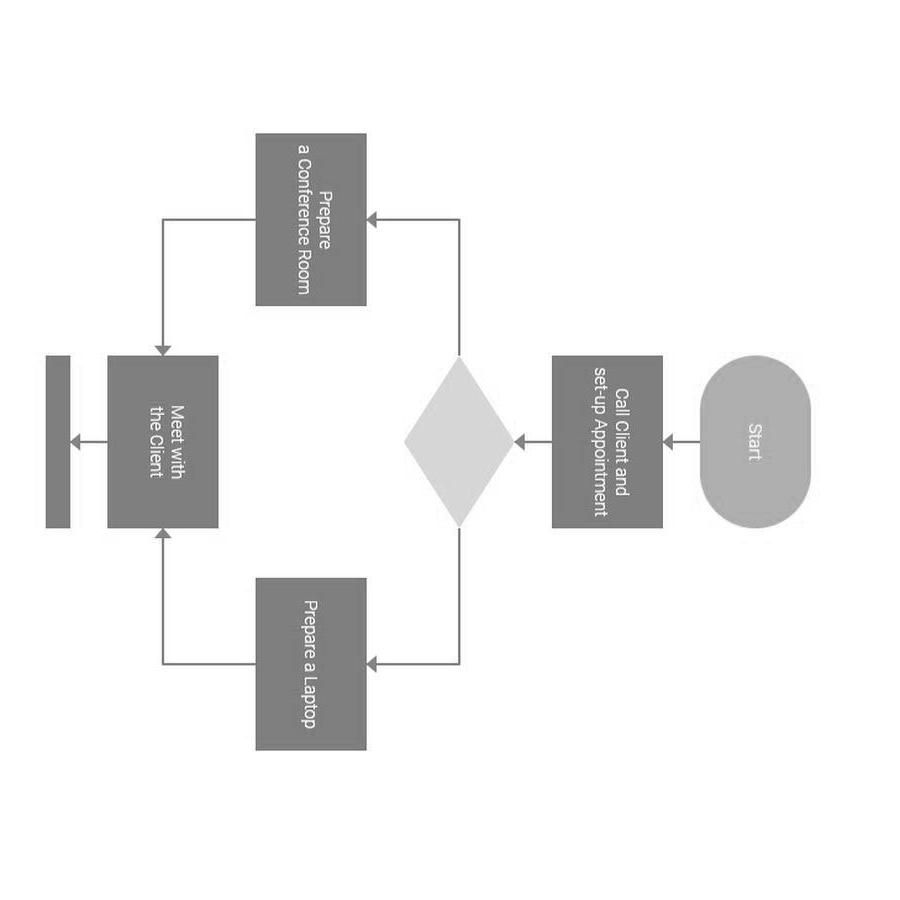 Start
Call Client and
set-up Appointment
Prepare
a Conference Room
Prepare a Laptop
Meet with
the Client